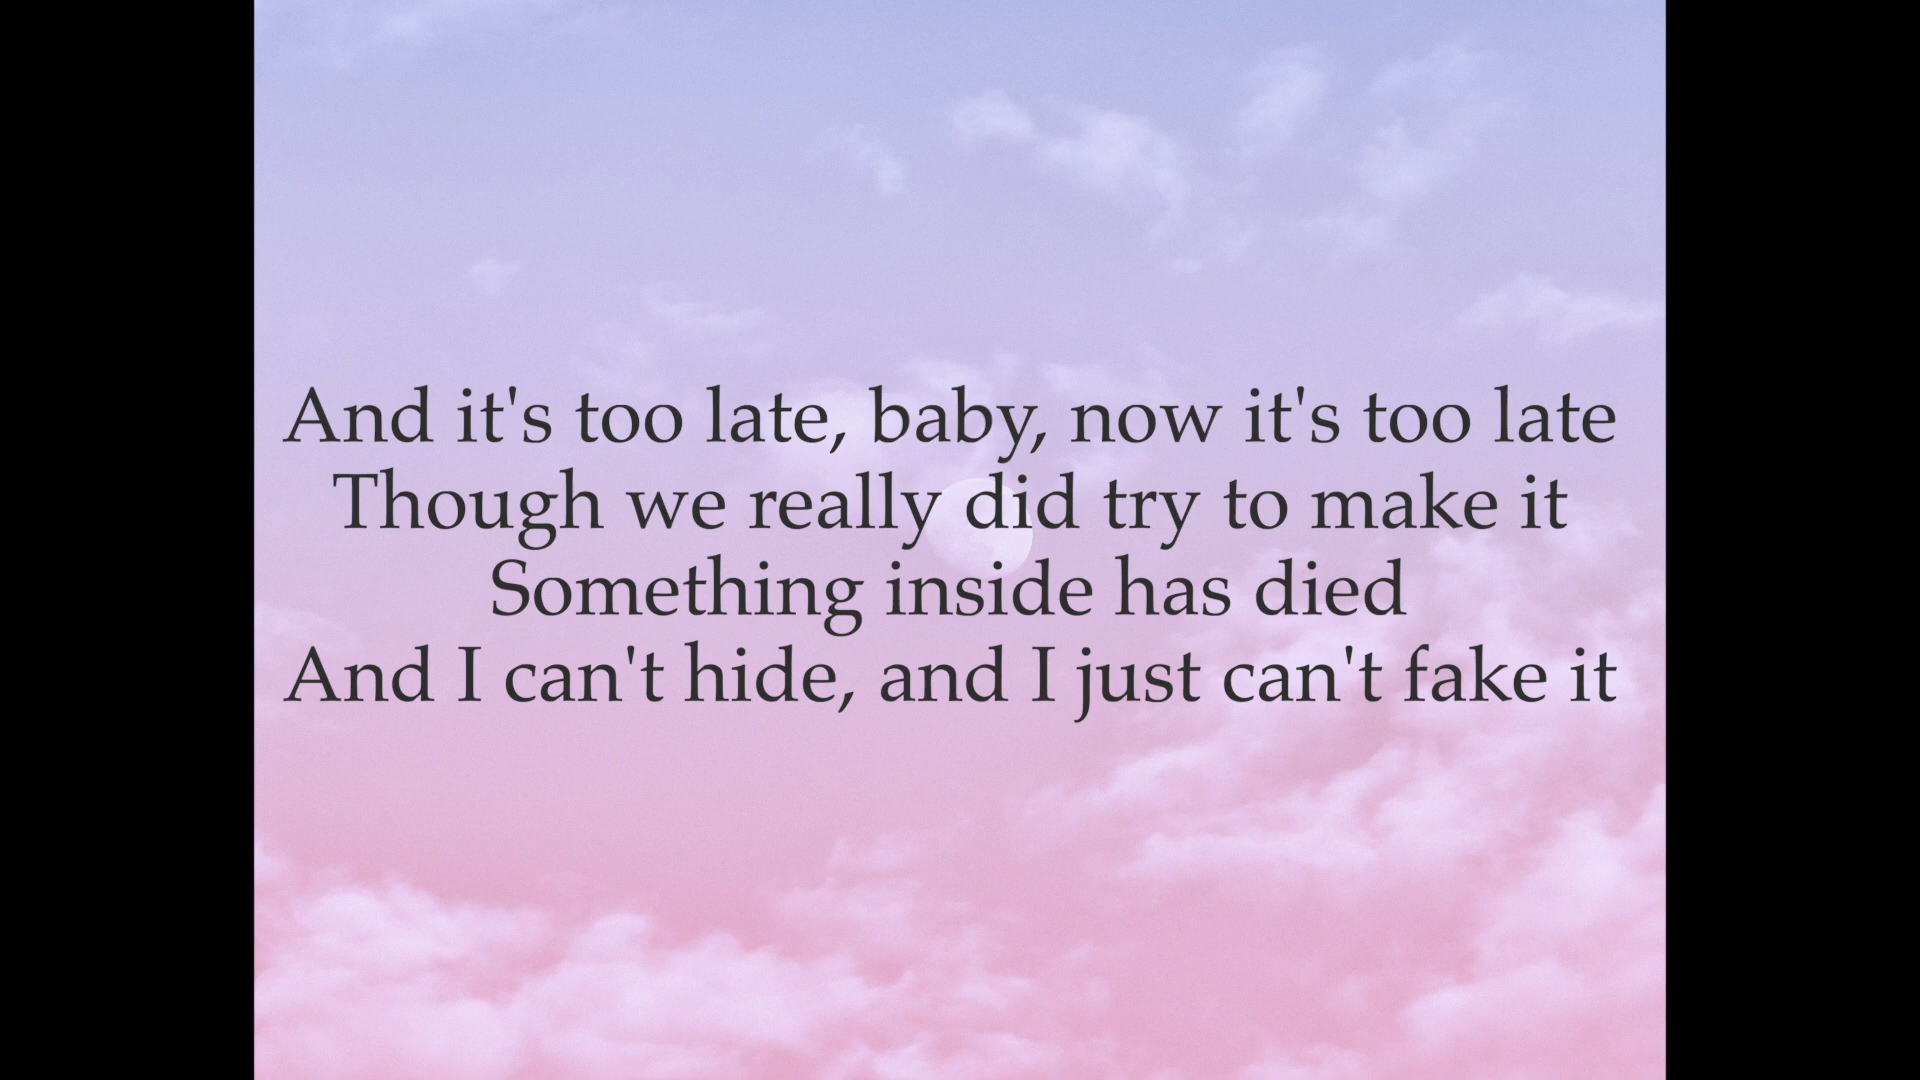 And it's too late, baby, now it's too late
Though we really did try to make it
Something inside has died
And I can't hide, and I just can't fake it